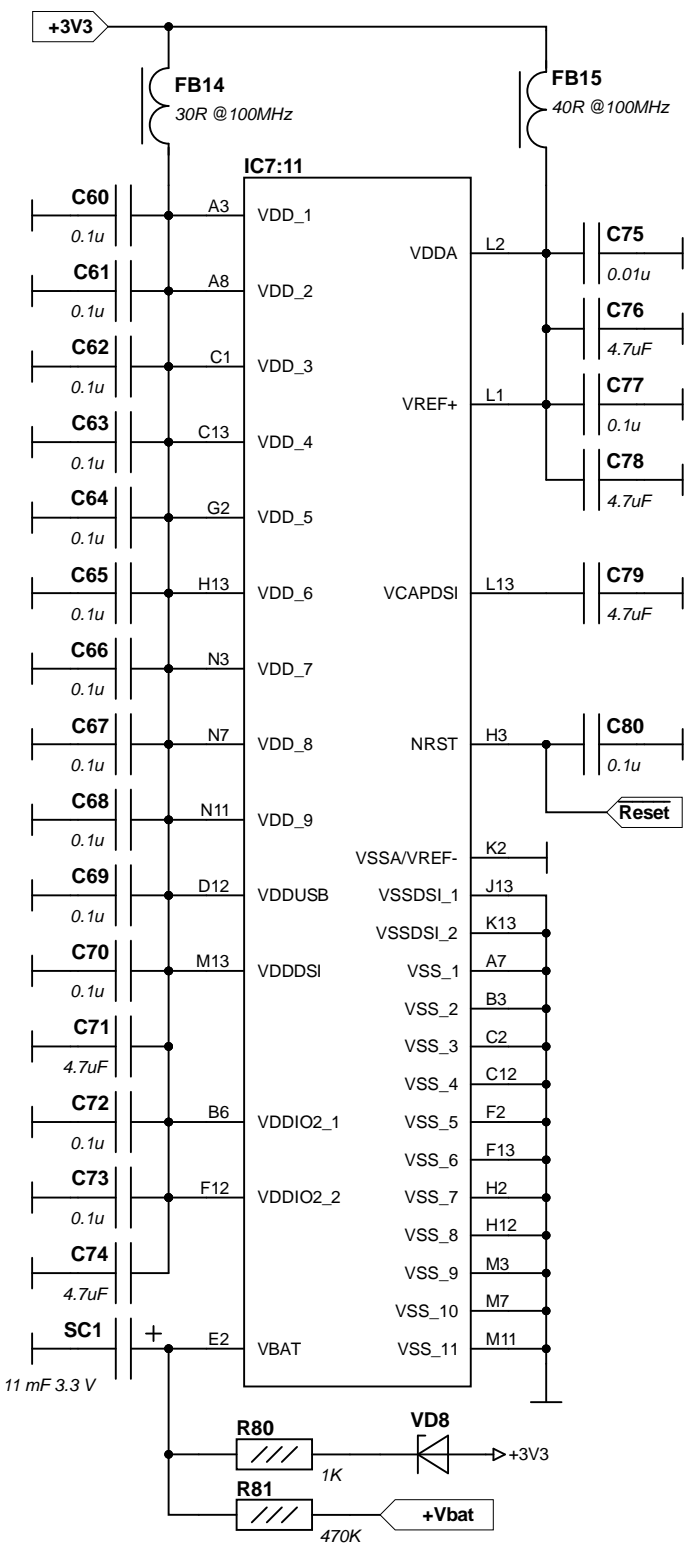 +3V3
FB14
30R @100MHz
FB15
40R @100MHz
IC7:11
C60
0.1u
A3
VDD_1
C61
0.1u
A8
VDD_2
C62
0.1u
C1
VDD_3
C63
0.1u
C13
VDD_4
C64
0.1u
G2
VDD_5
C65
0.1u
H13
VDD_6
C66
0.1u
N3
VDD_7
C67
0.1u
N7
VDD_8
C68
0.1u
N11
VDD_9
C69
0.1u
D12
VDDUSB
C70
0.1u
M13
VDDDSI
C71
4.7uF
C72
0.1u
B6
VDDIO2_1
C73
0.1u
F12
VDDIO2_2
C74
4.7uF
SC1
+
11 mF 3.3 V
E2
VBAT
VDDA
L2
C75
0.01u
C76
4.7uF
VREF+
L1
C77
0.1u
C78
4.7uF
VCAPDSI
L13
C79
4.7uF
NRST
H3
C80
0.1u
Reset
VSSA/VREF-
K2
VSSDSI_1
J13
VSSDSI_2
K13
VSS_1
A7
VSS_2
B3
VSS_3
C2
VSS_4
C12
VSS_5
F2
VSS_6
F13
VSS_7
H2
VSS_8
H12
VSS_9
M3
VSS_10
M7
VSS_11
M11
R80
1K
VD8
+3V3
R81
470K
+Vbat